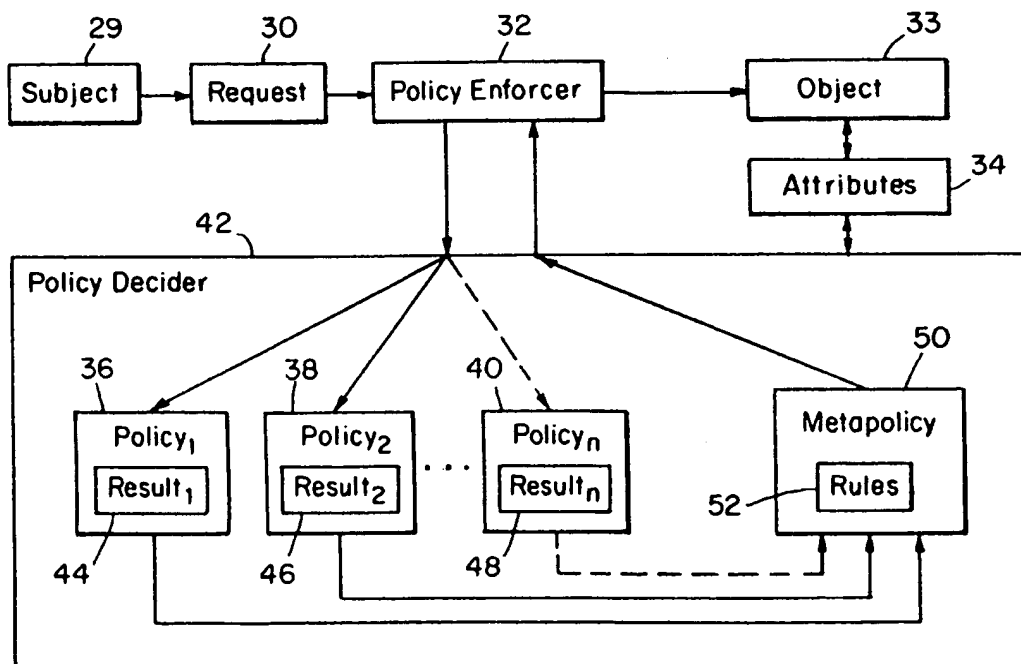 29
30
32
33
Subject
Request
Policy Enforcer
Object
Attributes
34
42
Policy Decider
36
38
40
50
Policy₁
Policy₂
Policyₙ
Metapolicy
Result₁
Result₂
...
Resultₙ
52
Rules
44
46
48